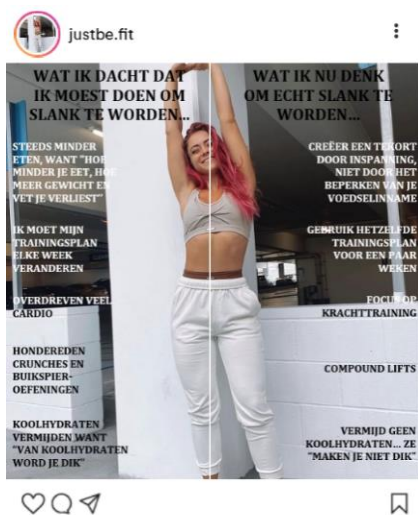 justbe.fit
WAT IK DACHT DAT
IK MOEST DOEN OM
SLANK TE WORDEN...
STEEDS MINDER
ETEN, WANT "HOE
MINDER JE EET, HOE
MEER GEWICHT EN
VET JE VERLIEST"
IK MOET MIJN
TRAININGSPLAN
ELKE WEEK
VERANDEREN
OVERDREVEN VEEL
CARDIO
HONDEREDEN
CRUNCHES EN
BUIKSPIER-
OEFENINGEN
KOOLHYDRATEN
VERMIJDEN WANT
"VAN KOOLHYDRATEN
WORD JE DIK"
WAT IK NU DENK
OM ECHT SLANK TE
WORDEN...
CREËER EEN TEKORT
DOOR INSPANNING,
NIET DOOR HET
BEPERKEN VAN JE
VOEDSELINNAME
GEBRUIK HETZELFDE
TRAININGSPLAN
VOOR EEN PAAR
WEKEN
FOCUS OP
KRACHTTRAINING
COMPOUND LIFTS
VERMIJD GEEN
KOOLHYDRATEN... ZE
"MAKEN JE NIET DIK"